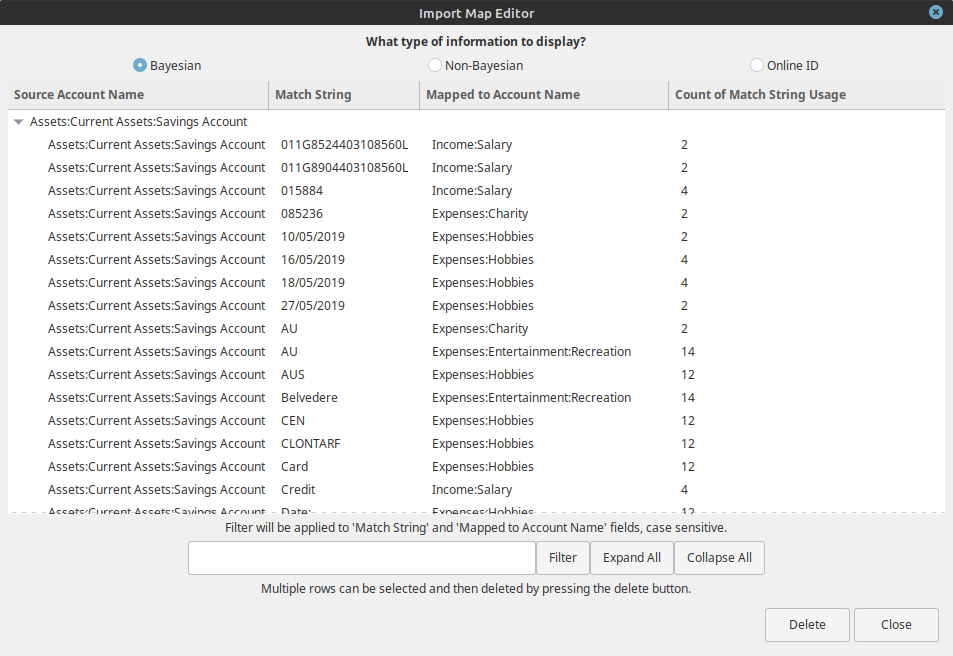 Import Map Editor
What type of information to display?
Bayesian Non-Bayesian Online ID
Source Account Name Match String Mapped to Account Name Count of Match String Usage
Assets:Current Assets:Savings Account
Assets:Current Assets:Savings Account 011G8524403108560L Income:Salary 2
Assets:Current Assets:Savings Account 011G8904403108560L Income:Salary 2
Assets:Current Assets:Savings Account 015884 Income:Salary 4
Assets:Current Assets:Savings Account 085236 Expenses:Charity 2
Assets:Current Assets:Savings Account 10/05/2019 Expenses:Hobbies 2
Assets:Current Assets:Savings Account 16/05/2019 Expenses:Hobbies 4
Assets:Current Assets:Savings Account 18/05/2019 Expenses:Hobbies 4
Assets:Current Assets:Savings Account 27/05/2019 Expenses:Hobbies 2
Assets:Current Assets:Savings Account AU Expenses:Charity 2
Assets:Current Assets:Savings Account AU Expenses:Entertainment:Recreation 14
Assets:Current Assets:Savings Account AUS Expenses:Hobbies 12
Assets:Current Assets:Savings Account Belvedere Expenses:Entertainment:Recreation 14
Assets:Current Assets:Savings Account CEN Expenses:Hobbies 12
Assets:Current Assets:Savings Account CLONTARF Expenses:Hobbies 12
Assets:Current Assets:Savings Account Card Expenses:Hobbies 12
Assets:Current Assets:Savings Account Credit Income:Salary 4
Assets:Current Assets:Savings Account Date: Expenses:Hobbies 12
Filter will be applied to 'Match String' and 'Mapped to Account Name' fields, case sensitive.
Filter Expand All Collapse All
Multiple rows can be selected and then deleted by pressing the delete button.
Delete Close